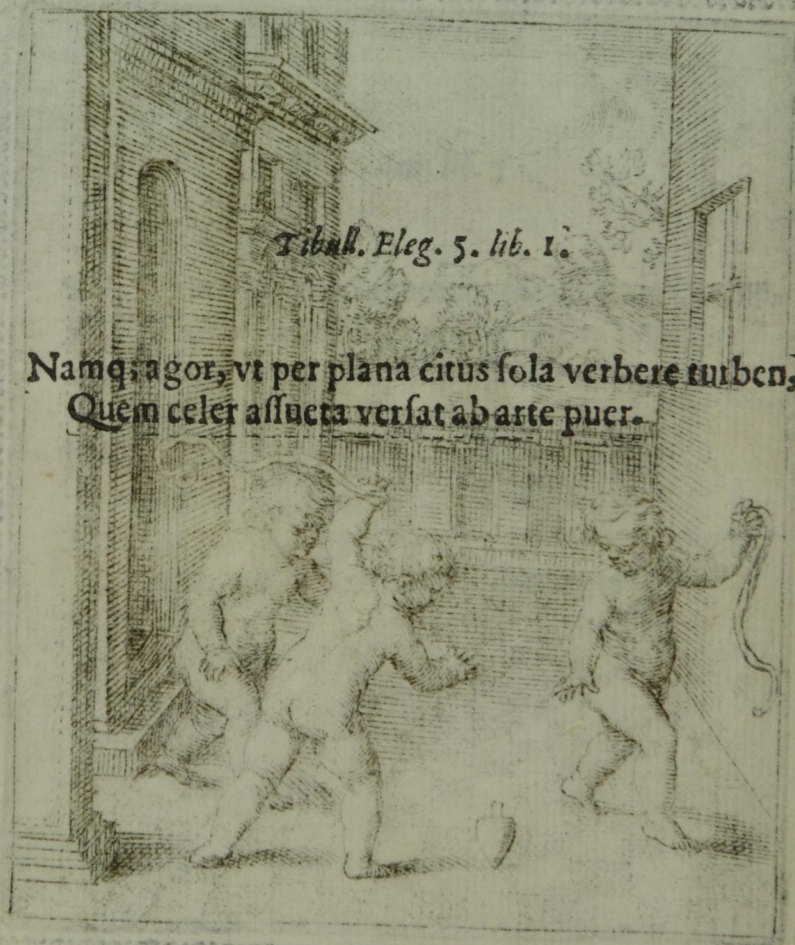 Tibull. Eleg. 5. lib. 1.
Namq; agor, vt per plana citus ſola verbere turben,
Quem celer aſſueta verſat ab arte puer.